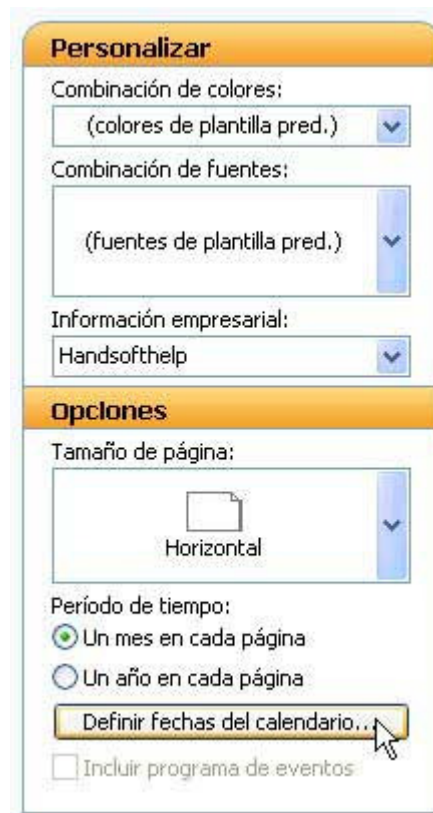 Personalizar
Combinación de colores:
(colores de plantilla pred.)
Combinación de fuentes:
(fuentes de plantilla pred.)
Información empresarial:
Handsofthelp
Opciones
Tamaño de página:
Horizontal
Período de tiempo:
Un mes en cada página
Un año en cada página
Definir fechas del calendario...
Incluir programa de eventos